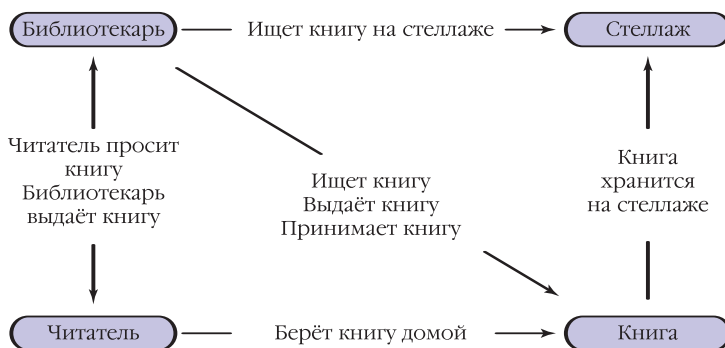 Библиотекарь
Ищет книгу на стеллаже
Стеллаж
Читатель просит
книгу
Библиотекарь
выдаёт книгу
Ищет книгу
Выдаёт книгу
Принимает книгу
Книга
хранится
на стеллаже
Читатель
Берёт книгу домой
Книга